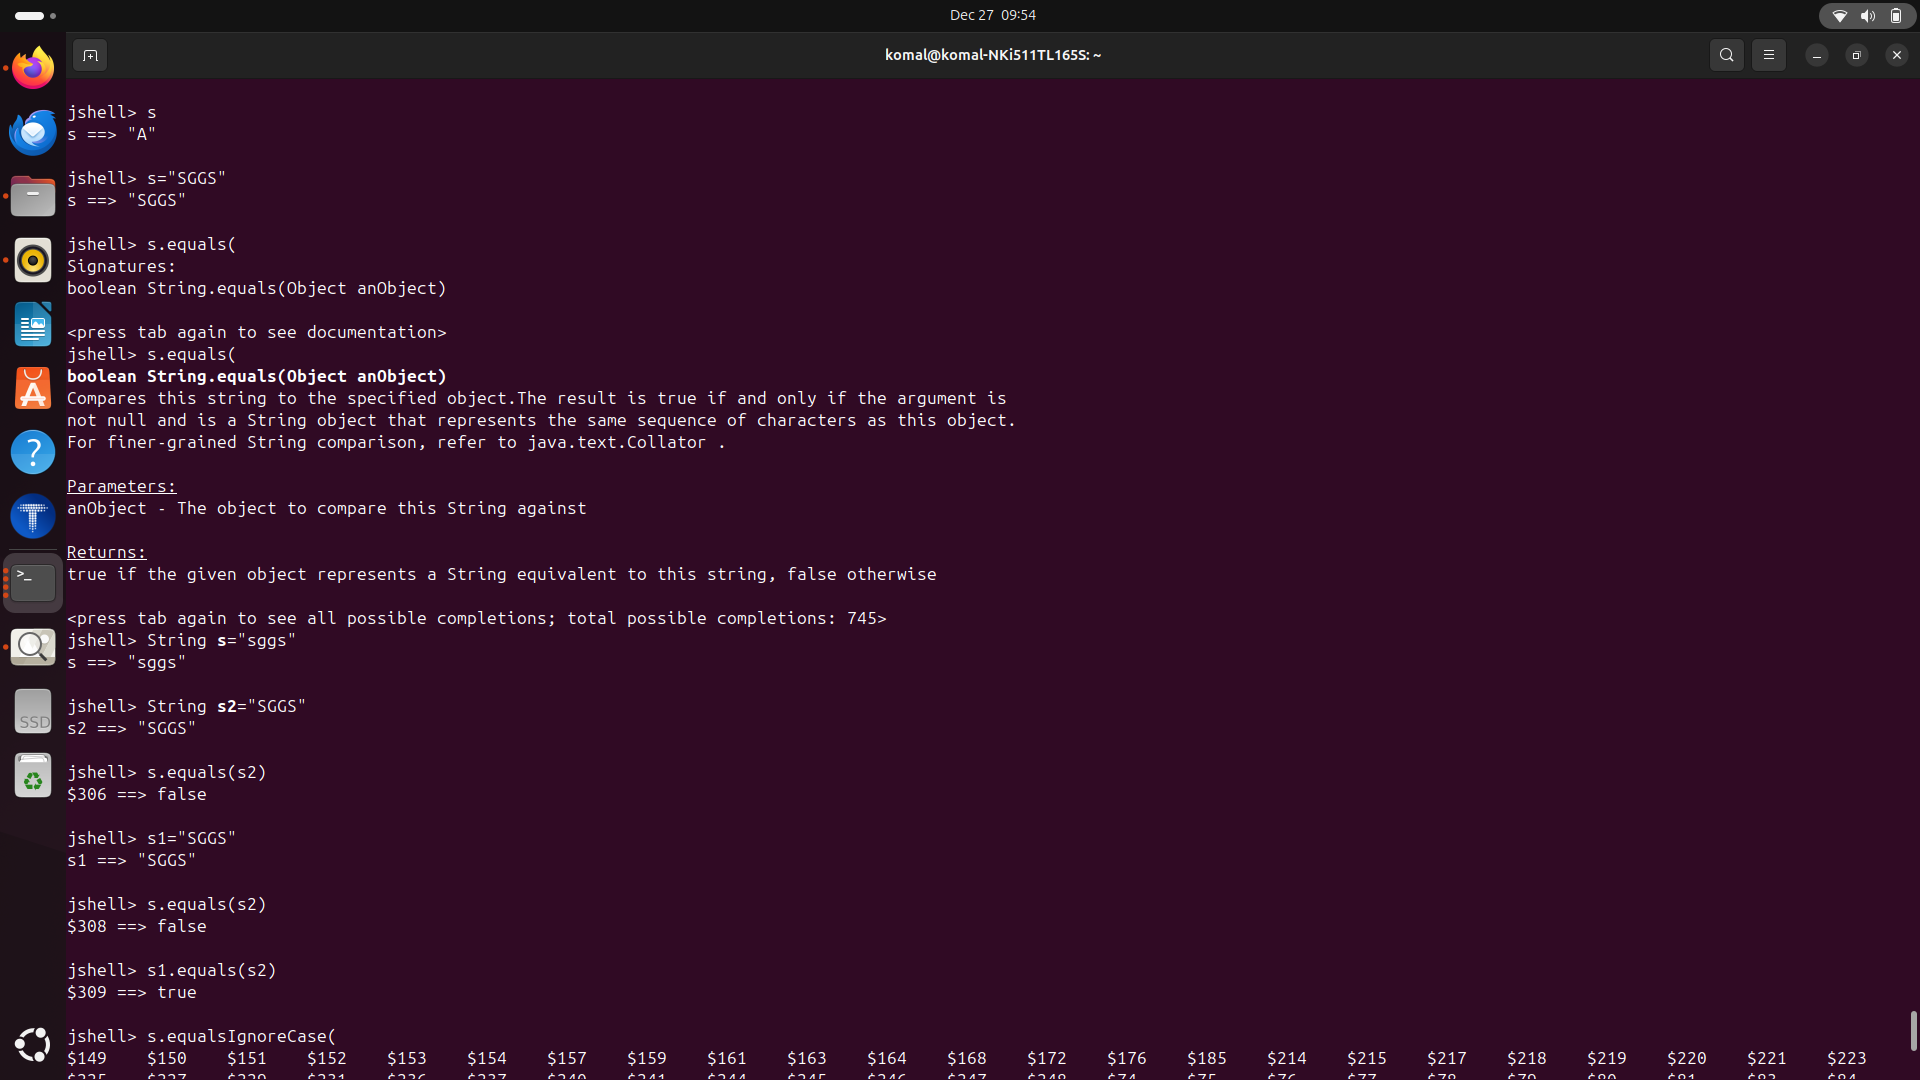 Dec 27 09:54
komal@komal-NKi511TL165S: ~
jshell> s
s ==> "A"
jshell> s="SGGS"
s ==> "SGGS"
jshell> s.equals(
Signatures:
boolean String.equals(Object anObject)
<press tab again to see documentation>
jshell> s.equals(
boolean String.equals(Object anObject)
Compares this string to the specified object.The result is true if and only if the argument is
not null and is a String object that represents the same sequence of characters as this object.
For finer-grained String comparison, refer to java.text.Collator .
Parameters:
anObject - The object to compare this String against
Returns:
true if the given object represents a String equivalent to this string, false otherwise
<press tab again to see all possible completions; total possible completions: 745>
jshell> String s="sggs"
s ==> "sggs"
jshell> String s2="SGGS"
s2 ==> "SGGS"
jshell> s.equals(s2)
$306 ==> false
jshell> s1="SGGS"
s1 ==> "SGGS"
jshell> s.equals(s2)
$308 ==> false
jshell> s1.equals(s2)
$309 ==> true
jshell> s.equalsIgnoreCase(
$149 $150 $151 $152 $153 $154 $157 $159 $161 $163 $164 $168 $172 $176 $185 $214 $215 $217 $218 $219 $220 $221 $223
SSD